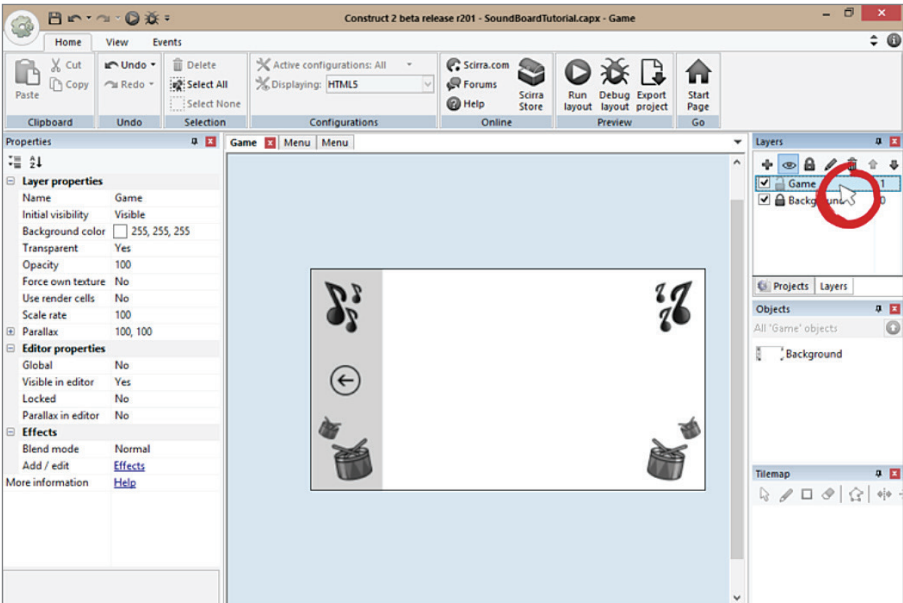 Construct 2 beta release r201 - SoundBoardTutorial.capx - Game
Home View Events
Paste
Cut
Copy
Clipboard
Undo
Redo
Undo
Delete
Select All
Select None
Selection
Active configurations: All
Displaying: HTML5
Configurations
Scirra.com
Forums
Help
Scirra Store
Online
Run layout
Debug layout
Export project
Preview
Start Page
Go
Properties
Layer properties
Name Game
Initial visibility Visible
Background color 255, 255, 255
Transparent Yes
Opacity 100
Force own texture No
Use render cells No
Scale rate 100
Parallax 100, 100
Editor properties
Global No
Visible in editor Yes
Locked No
Parallax in editor No
Effects
Blend mode Normal
Add / edit Effects
More information Help
Game Menu Menu
Layers
Game 1
Background 0
Projects Layers
Objects
All 'Game' objects
Background
Tilemap